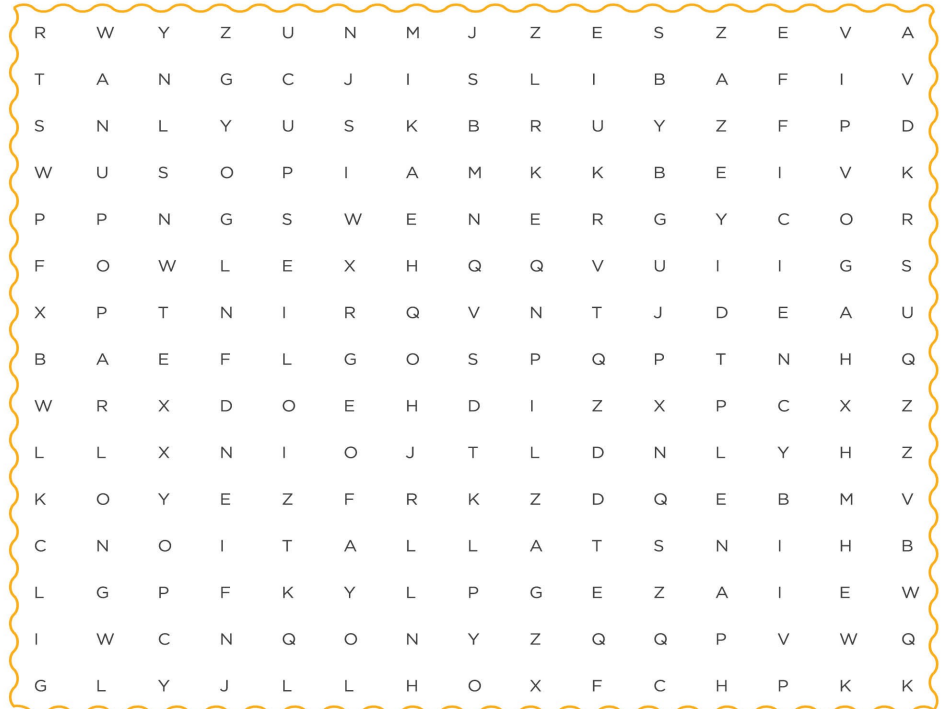 R W Y Z U N M J Z E S Z E V A
T A N G C J I S L I B A F I V
S N L Y U S K B R U Y Z F P D
W U S O P I A M K K B E I V K
P P N G S W E N E R G Y C O R
F O W L E X H Q Q V U I I G S
X P T N I R Q V N T J D E A U
B A E F L G O S P Q P T N H Q
W R X D O E H D I Z X P C X Z
L L X N I O J T L D N L Y H Z
K O Y E Z F R K Z D Q E B M V
C N O I T A L L A T S N I H B
L G P F K Y L P G E Z A I E W
I W C N Q O N Y Z Q Q P V W Q
G L Y J L L H O X F C H P K K